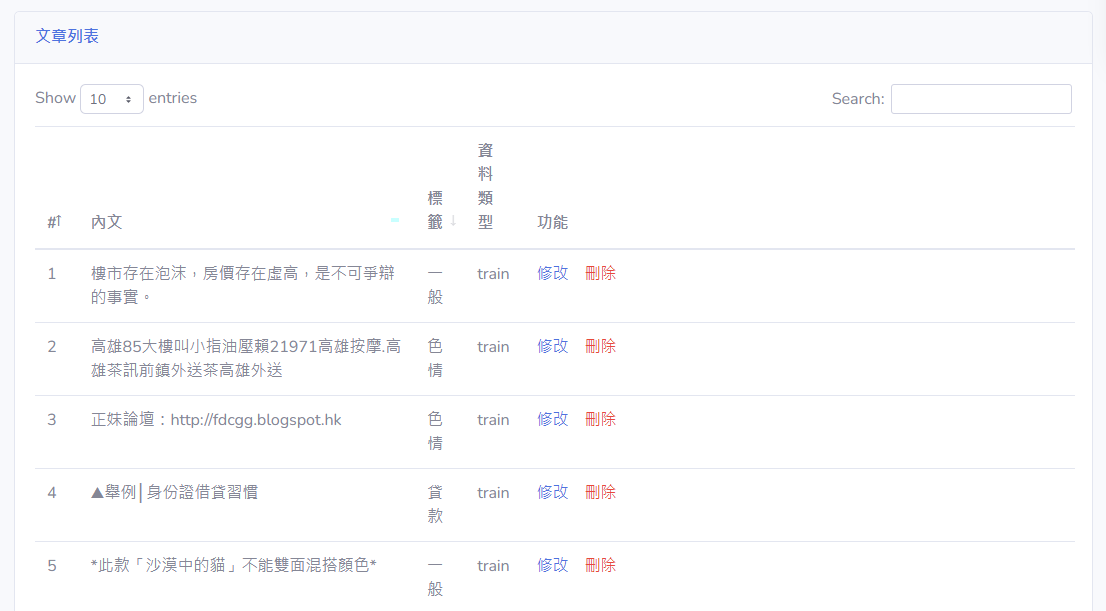 文章列表
Show 10 entries Search:
#
內文
標籤
資料類型
功能
1 樓市存在泡沫，房價存在虛高，是不可爭辯 一 train 修改 刪除
的事實。 般
2 高雄85大樓叫小指油壓賴21971高雄按摩.高 色 train 修改 刪除
雄茶訊前鎮外送茶高雄外送 情
3 正妹論壇：http://fdcgg.blogspot.hk 色 train 修改 刪除
情
4 ▲舉例│身份證借貸習慣 貸 train 修改 刪除
款
5 *此款「沙漠中的貓」不能雙面混搭顏色* 一 train 修改 刪除
般